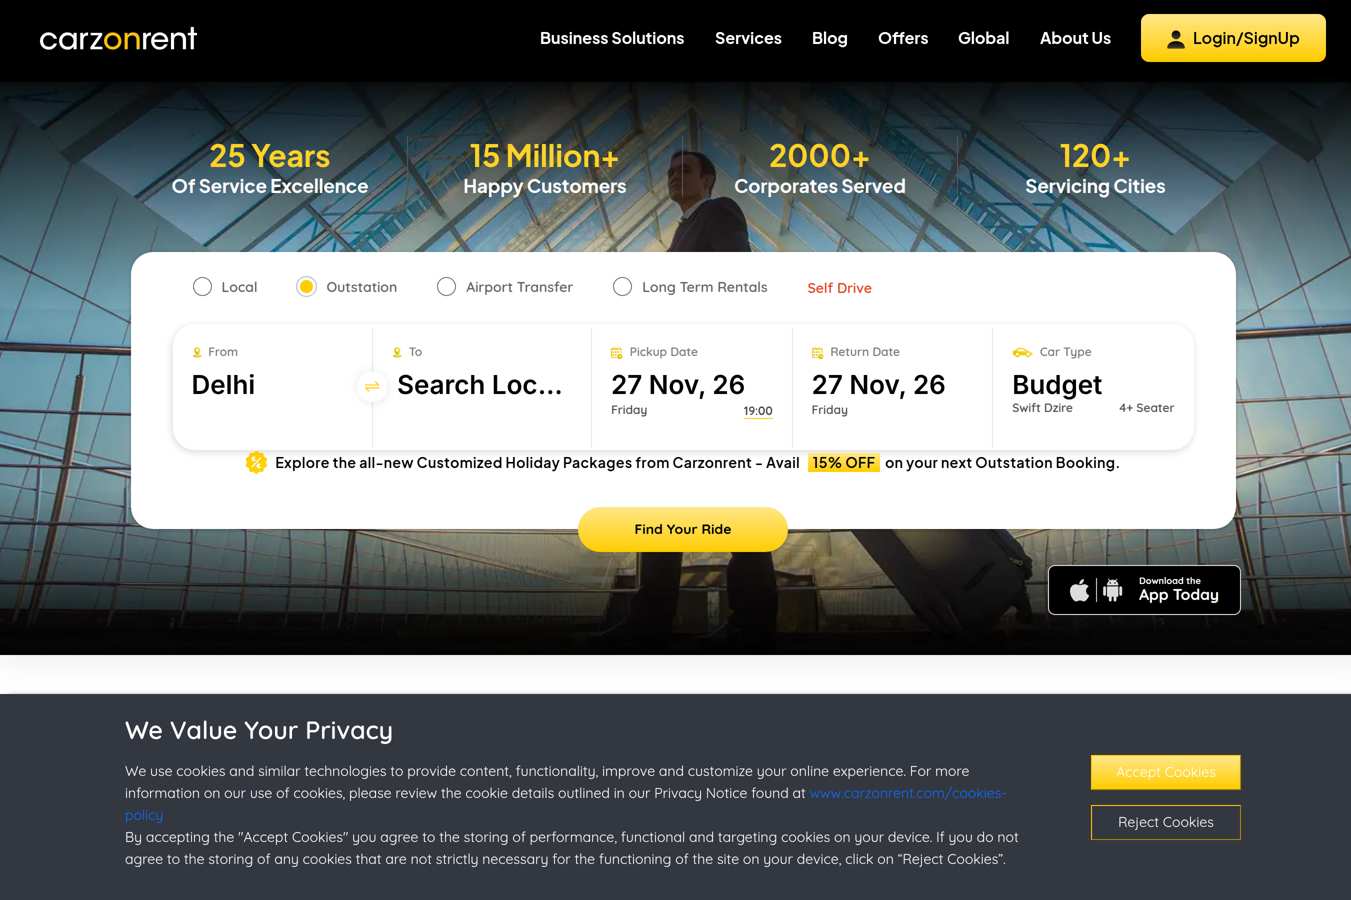 carzonrent
Business Solutions
Services
Blog
Offers
Global
About Us
Login/SignUp
25 Years
Of Service Excellence
15 Million+
Happy Customers
2000+
Corporates Served
120+
Servicing Cities
Local
Outstation
Airport Transfer
Long Term Rentals
Self Drive
From
Delhi
To
Search Loc...
Pickup Date
27 Nov, 26
Friday
19:00
Return Date
27 Nov, 26
Friday
Car Type
Budget
Swift Dzire
4+ Seater
Explore the all-new Customized Holiday Packages from Carzonrent - Avail 15% OFF on your next Outstation Booking.
Find Your Ride
Download the
App Today
We Value Your Privacy
We use cookies and similar technologies to provide content, functionality, improve and customize your online experience. For more
information on our use of cookies, please review the cookie details outlined in our Privacy Notice found at www.carzonrent.com/cookies-
policy
By accepting the "Accept Cookies" you agree to the storing of performance, functional and targeting cookies on your device. If you do not
agree to the storing of any cookies that are not strictly necessary for the functioning of the site on your device, click on “Reject Cookies”.
Accept Cookies
Reject Cookies